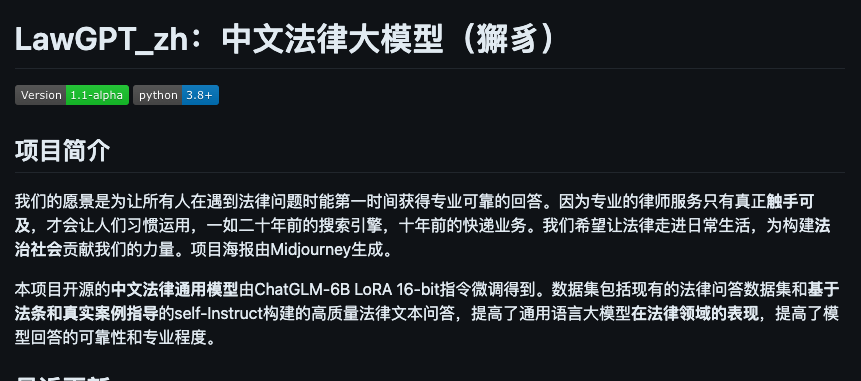 LawGPT_zh：中文法律大模型（獬豸）
Version 1.1-alpha python 3.8+
项目简介
我们的愿景是为让所有人在遇到法律问题时能第一时间获得专业可靠的回答。因为专业的律师服务只有真正触手可
及，才会让人们习惯运用，一如二十年前的搜索引擎，十年前的快递业务。我们希望让法律走进日常生活，为构建法
治社会贡献我们的力量。项目海报由Midjourney生成。
本项目开源的中文法律通用模型由ChatGLM-6B LoRA 16-bit指令微调得到。数据集包括现有的法律问答数据集和基于
法条和真实案例指导的self-Instruct构建的高质量法律文本问答，提高了通用语言大模型在法律领域的表现，提高了模
型回答的可靠性和专业程度。